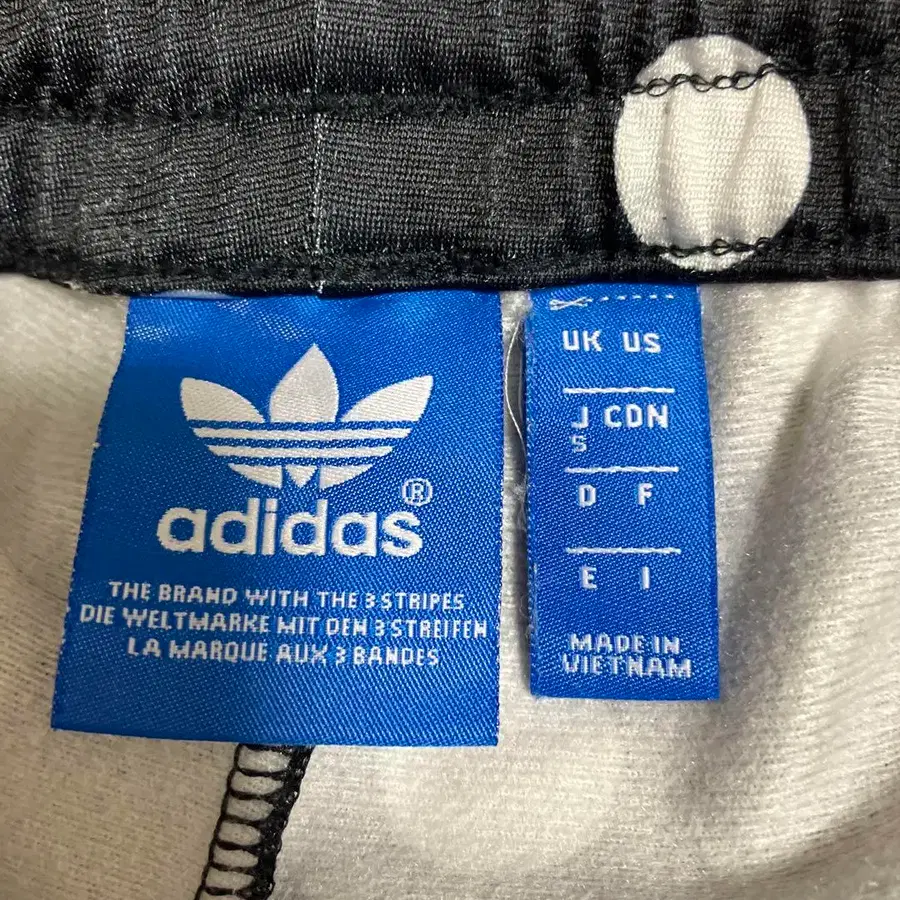 adidas®
THE BRAND WITH THE 3 STRIPES
DIE WELTMARKE MIT DEN 3 STREIFEN
LA MARQUE AUX 3 BANDES
UK US
J CDN
S
D F
E I
MADE IN
VIETNAM